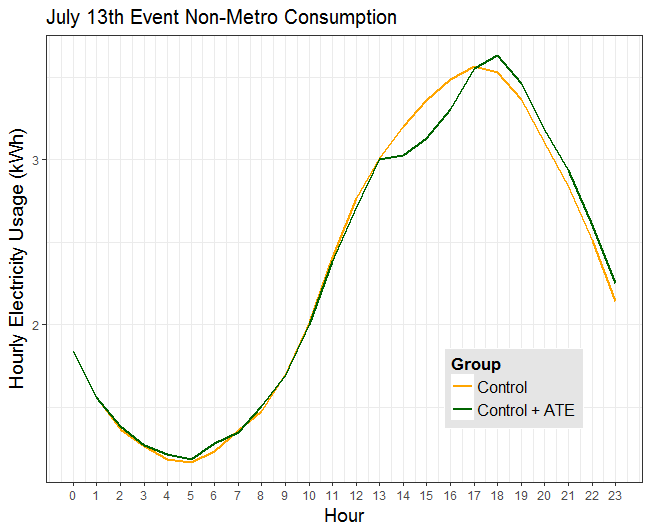 July 13th Event Non-Metro Consumption
Hourly Electricity Usage (kWh)
3
2
Group
Control
Control + ATE
0 1 2 3 4 5 6 7 8 9 10 11 12 13 14 15 16 17 18 19 20 21 22 23
Hour